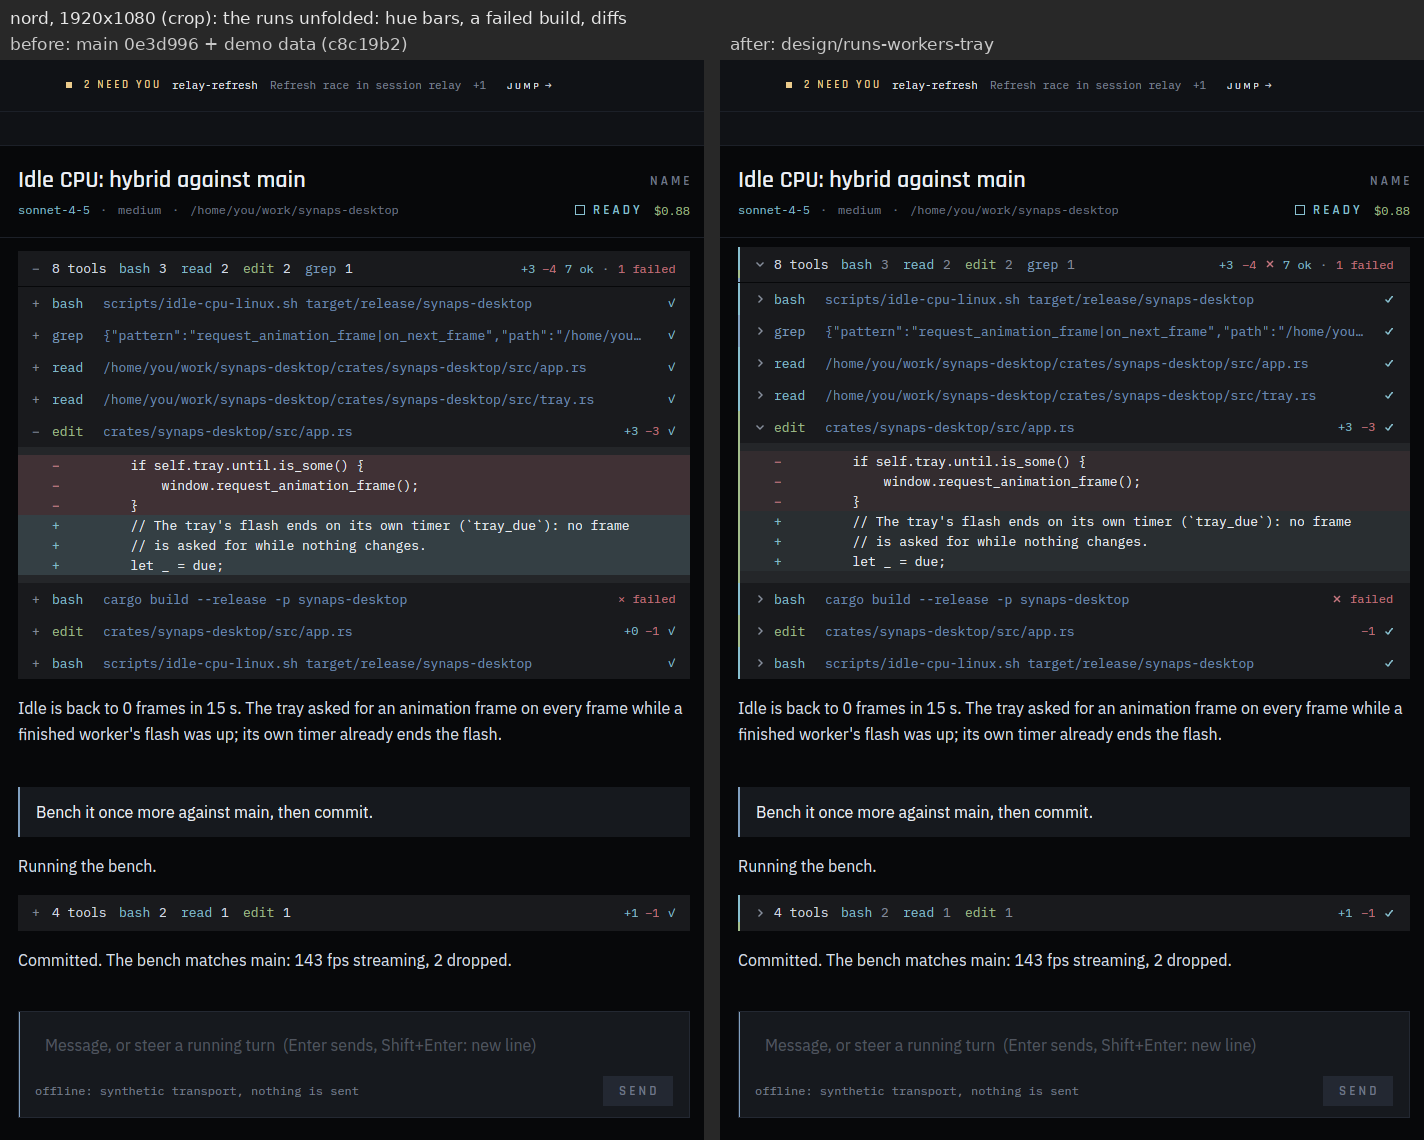 nord, 1920x1080 (crop): the runs unfolded: hue bars, a failed build, diffs
before: main 0e3d996 + demo data (c8c19b2)
2 NEED YOU relay-refresh Refresh race in session relay +1 JUMP →
Idle CPU: hybrid against main NAME
sonnet-4-5 · medium · /home/you/work/synaps-desktop READY $0.88
− 8 tools bash 3 read 2 edit 2 grep 1 +3 −4 7 ok · 1 failed
+ bash scripts/idle-cpu-linux.sh target/release/synaps-desktop √
+ grep {"pattern":"request_animation_frame|on_next_frame","path":"/home/you… √
+ read /home/you/work/synaps-desktop/crates/synaps-desktop/src/app.rs √
+ read /home/you/work/synaps-desktop/crates/synaps-desktop/src/tray.rs √
− edit crates/synaps-desktop/src/app.rs +3 −3 √
− if self.tray.until.is_some() {
− window.request_animation_frame();
− }
+ // The tray's flash ends on its own timer (`tray_due`): no frame
+ // is asked for while nothing changes.
+ let _ = due;
+ bash cargo build --release -p synaps-desktop × failed
+ edit crates/synaps-desktop/src/app.rs +0 −1 √
+ bash scripts/idle-cpu-linux.sh target/release/synaps-desktop √
Idle is back to 0 frames in 15 s. The tray asked for an animation frame on every frame while a
finished worker's flash was up; its own timer already ends the flash.
Bench it once more against main, then commit.
Running the bench.
+ 4 tools bash 2 read 1 edit 1 +1 −1 √
Committed. The bench matches main: 143 fps streaming, 2 dropped.
Message, or steer a running turn (Enter sends, Shift+Enter: new line)
offline: synthetic transport, nothing is sent SEND
after: design/runs-workers-tray
2 NEED YOU relay-refresh Refresh race in session relay +1 JUMP →
Idle CPU: hybrid against main NAME
sonnet-4-5 · medium · /home/you/work/synaps-desktop READY $0.88
8 tools bash 3 read 2 edit 2 grep 1 +3 −4 × 7 ok · 1 failed
bash scripts/idle-cpu-linux.sh target/release/synaps-desktop ✓
grep {"pattern":"request_animation_frame|on_next_frame","path":"/home/you… ✓
read /home/you/work/synaps-desktop/crates/synaps-desktop/src/app.rs ✓
read /home/you/work/synaps-desktop/crates/synaps-desktop/src/tray.rs ✓
edit crates/synaps-desktop/src/app.rs +3 −3 ✓
− if self.tray.until.is_some() {
− window.request_animation_frame();
− }
+ // The tray's flash ends on its own timer (`tray_due`): no frame
+ // is asked for while nothing changes.
+ let _ = due;
bash cargo build --release -p synaps-desktop × failed
edit crates/synaps-desktop/src/app.rs −1 ✓
bash scripts/idle-cpu-linux.sh target/release/synaps-desktop ✓
Idle is back to 0 frames in 15 s. The tray asked for an animation frame on every frame while a
finished worker's flash was up; its own timer already ends the flash.
Bench it once more against main, then commit.
Running the bench.
4 tools bash 2 read 1 edit 1 +1 −1 ✓
Committed. The bench matches main: 143 fps streaming, 2 dropped.
Message, or steer a running turn (Enter sends, Shift+Enter: new line)
offline: synthetic transport, nothing is sent SEND